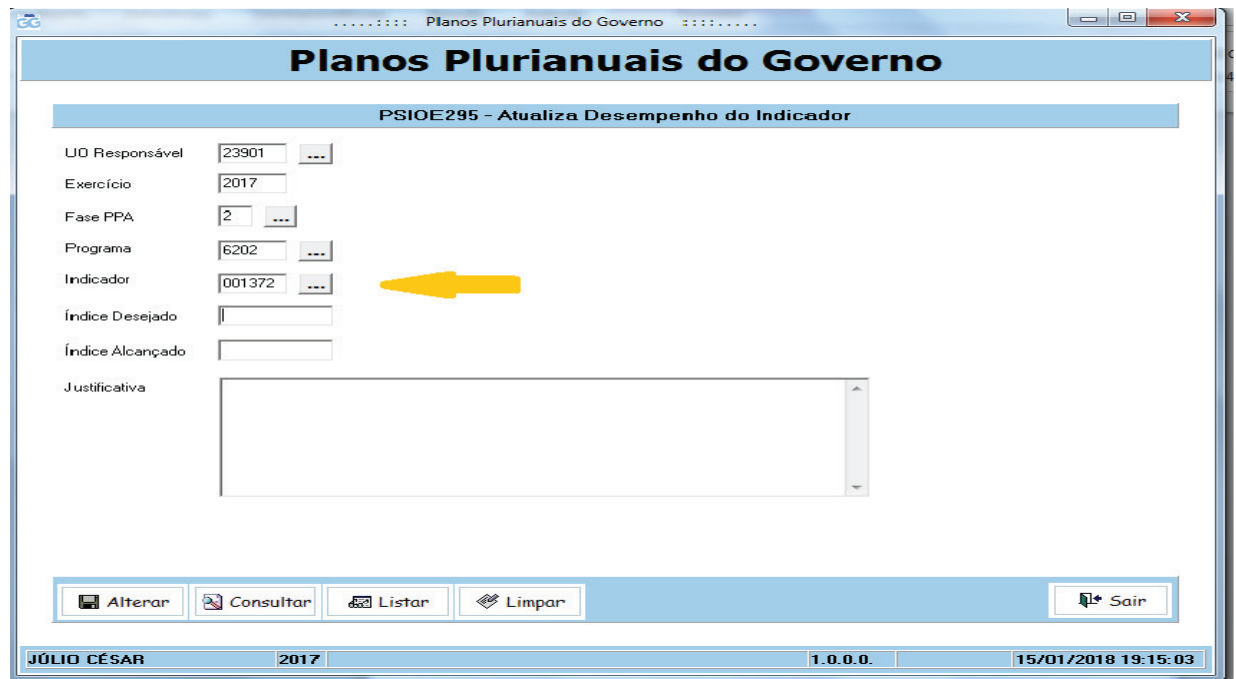 .....:::: Planos Plurianuais do Governo ::::.....
Planos Plurianuais do Governo
PSIOE295 - Atualiza Desempenho do Indicador
UO Responsável 23901 ...
Exercício 2017
Fase PPA 2 ...
Programa 6202 ...
Indicador 001372 ...
Índice Desejado
Índice Alcançado
Justificativa
Alterar Consultar Listar Limpar Sair
JÚLIO CÉSAR 2017 1.0.0.0. 15/01/2018 19:15:03